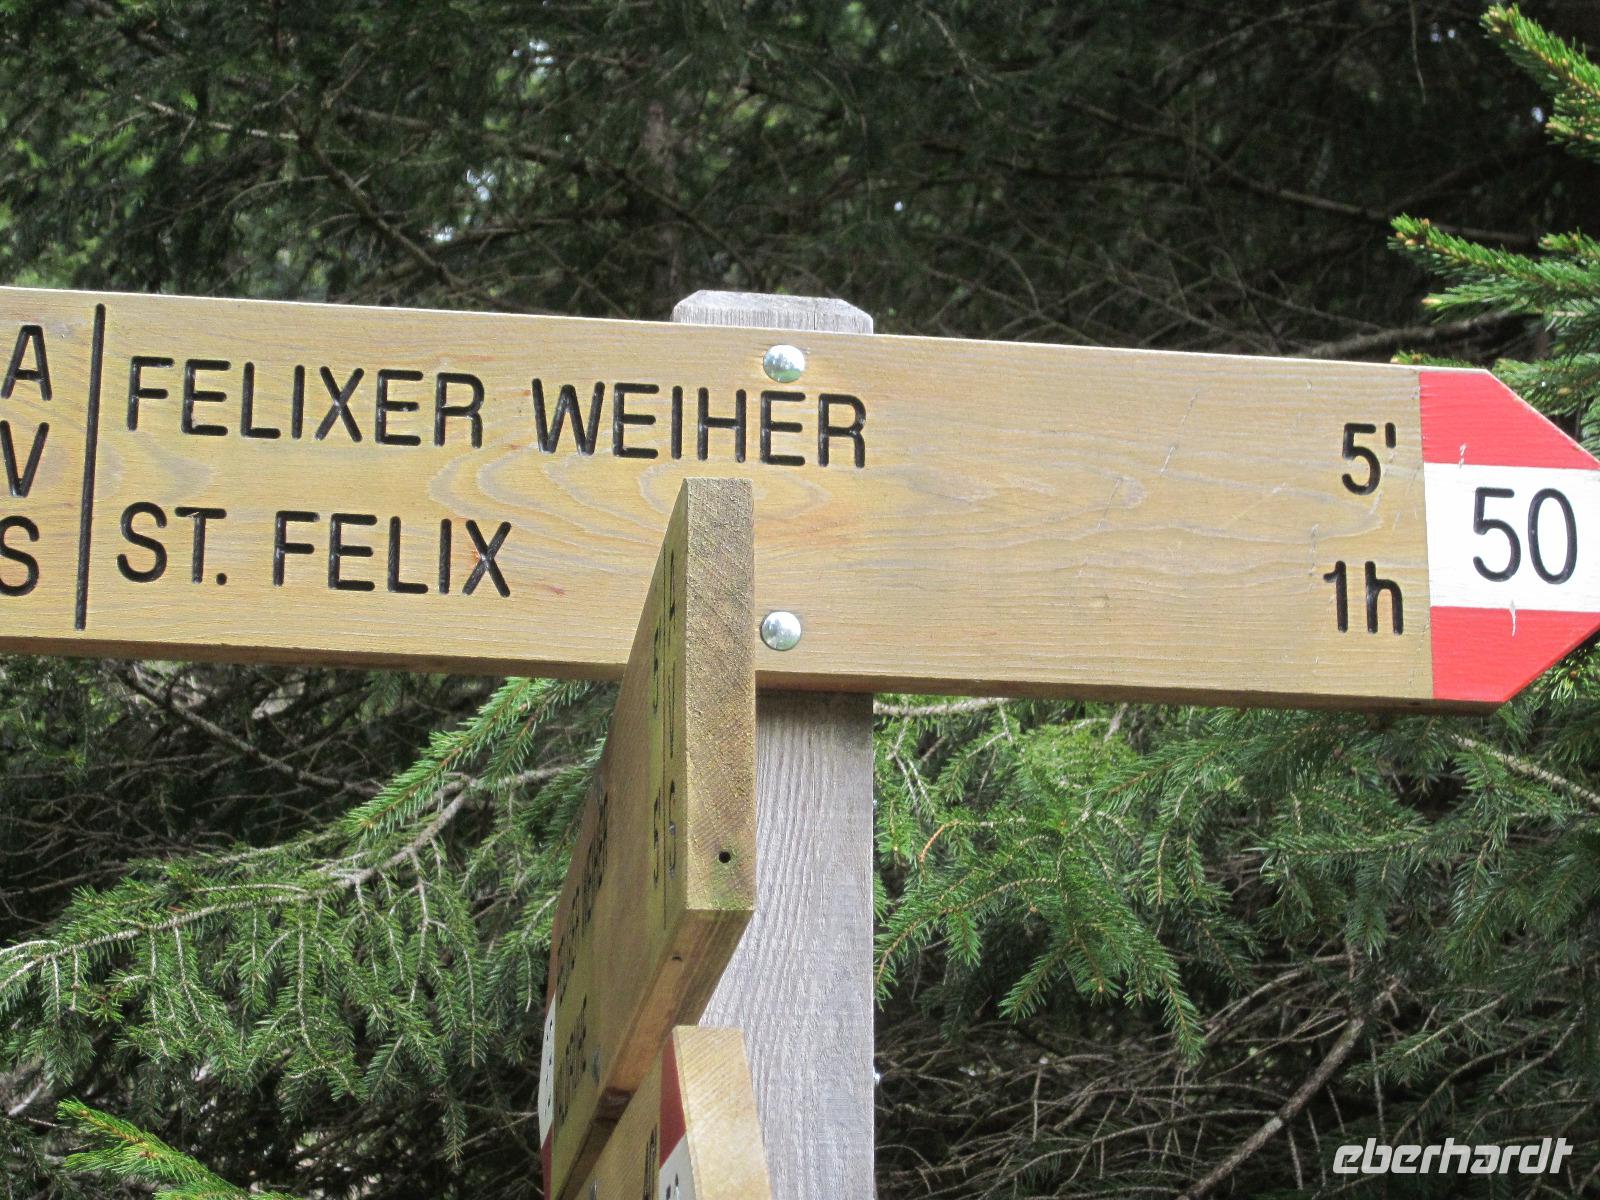 A
V
S
FELIXER WEIHER 5'
ST. FELIX 1h
50
eberhardt